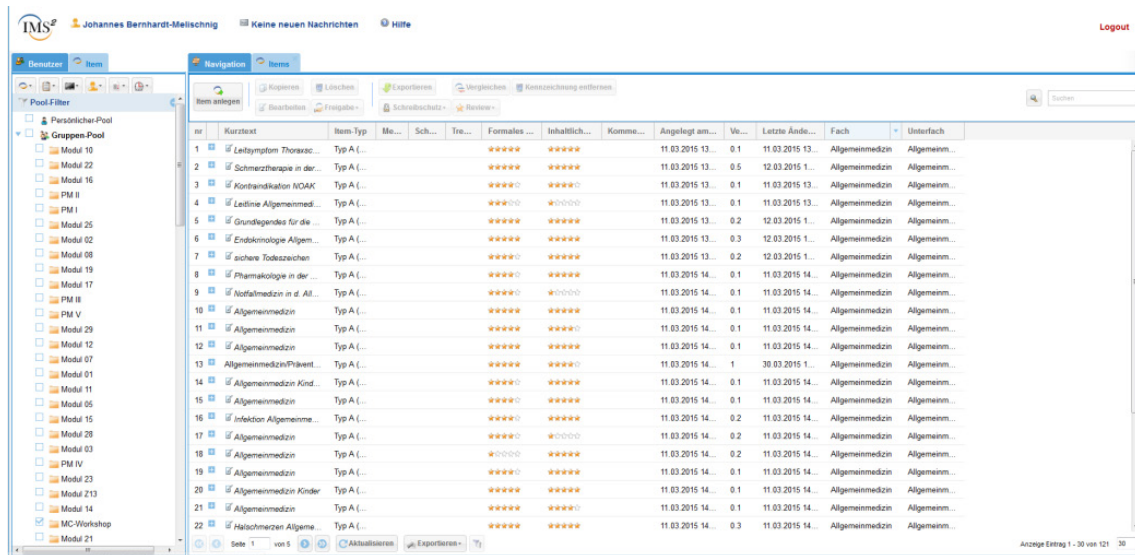 IMS² Johannes Bernhardt-Melischnig Keine neuen Nachrichten Hilfe Logout
Benutzer Item Navigation Items
Item anlegen Kopieren Löschen Exportieren Vergleichen Kennzeichnung entfernen
Bearbeiten Freigabe Schreibschutz Review Suchen
Pool-Filter
Persönlicher-Pool
Gruppen-Pool
Modul 10
Modul 22
Modul 16
PM II
PM I
Modul 25
Modul 02
Modul 08
Modul 19
Modul 17
PM III
PM V
Modul 29
Modul 12
Modul 07
Modul 01
Modul 11
Modul 05
Modul 15
Modul 28
Modul 03
PM IV
Modul 23
Modul Z13
Modul 14
MC-Workshop
Modul 21
nr Kurztext Item-Typ Me... Sch... Tre... Formales ... Inhaltlich... Komme... Angelegt am... Ve... Letzte Ände... Fach Unterfach
1 Leitsymptom Thoraxsc... Typ A (... 11.03.2015 13... 0.1 11.03.2015 13... Allgemeinmedizin Allgemeinm...
2 Schmerztherapie in der... Typ A (... 11.03.2015 13... 0.5 12.03.2015 1... Allgemeinmedizin Allgemeinm...
3 Kontraindikation NOAK Typ A (... 11.03.2015 13... 0.1 11.03.2015 13... Allgemeinmedizin Allgemeinm...
4 Leitlinie Allgemeinmedi... Typ A (... 11.03.2015 13... 0.1 11.03.2015 13... Allgemeinmedizin Allgemeinm...
5 Grundlegendes für die ... Typ A (... 11.03.2015 13... 0.2 12.03.2015 1... Allgemeinmedizin Allgemeinm...
6 Endokrinologie Allgem... Typ A (... 11.03.2015 13... 0.3 12.03.2015 1... Allgemeinmedizin Allgemeinm...
7 sichere Todeszeichen Typ A (... 11.03.2015 13... 0.2 12.03.2015 1... Allgemeinmedizin Allgemeinm...
8 Pharmakologie in der ... Typ A (... 11.03.2015 14... 0.1 11.03.2015 14... Allgemeinmedizin Allgemeinm...
9 Notfallmedizin in d. All... Typ A (... 11.03.2015 14... 0.1 11.03.2015 14... Allgemeinmedizin Allgemeinm...
10 Allgemeinmedizin Typ A (... 11.03.2015 14... 0.1 11.03.2015 14... Allgemeinmedizin Allgemeinm...
11 Allgemeinmedizin Typ A (... 11.03.2015 14... 0.1 11.03.2015 14... Allgemeinmedizin Allgemeinm...
12 Allgemeinmedizin Typ A (... 11.03.2015 14... 0.1 11.03.2015 14... Allgemeinmedizin Allgemeinm...
13 Allgemeinmedizin/Prävent... Typ A (... 11.03.2015 14... 1 30.03.2015 1... Allgemeinmedizin Allgemeinm...
14 Allgemeinmedizin Kind... Typ A (... 11.03.2015 14... 0.1 11.03.2015 14... Allgemeinmedizin Allgemeinm...
15 Allgemeinmedizin Typ A (... 11.03.2015 14... 0.1 11.03.2015 14... Allgemeinmedizin Allgemeinm...
16 Infektion Allgemeinme... Typ A (... 11.03.2015 14... 0.2 11.03.2015 14... Allgemeinmedizin Allgemeinm...
17 Allgemeinmedizin Typ A (... 11.03.2015 14... 0.2 11.03.2015 14... Allgemeinmedizin Allgemeinm...
18 Allgemeinmedizin Typ A (... 11.03.2015 14... 0.2 11.03.2015 14... Allgemeinmedizin Allgemeinm...
19 Allgemeinmedizin Typ A (... 11.03.2015 14... 0.1 11.03.2015 14... Allgemeinmedizin Allgemeinm...
20 Allgemeinmedizin Kinder Typ A (... 11.03.2015 14... 0.1 11.03.2015 14... Allgemeinmedizin Allgemeinm...
21 Allgemeinmedizin Typ A (... 11.03.2015 14... 0.1 11.03.2015 14... Allgemeinmedizin Allgemeinm...
22 Halschmerzen Allgeme... Typ A (... 11.03.2015 14... 0.3 11.03.2015 14... Allgemeinmedizin Allgemeinm...
Seite 1 von 5 Aktualisieren Exportieren Anzeige Eintrag 1 - 30 von 121 30